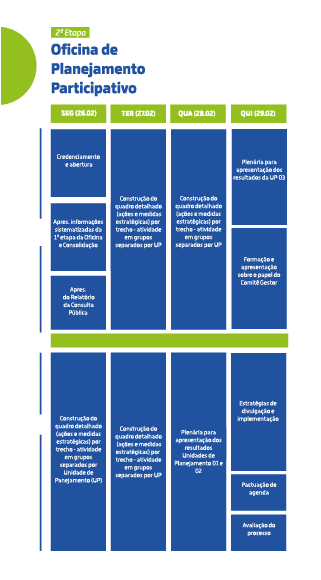 2ª Etapa
Oficina de
Planejamento
Participativo
SEG (26.02)
TER (27.02)
QUA (28.02)
QUI (29.02)
Credendamento
e abertura
Apres. informações
sistematizadas da
1ª etapa da Oficina
e Consolidação
Apres.
do Relatório
da Consulta
Pública
Construção do
quadro detalhado
(ações e medidas
estratégicas) por
trecho - atividade
em grupos
separados por UP
Construção do
quadro detalhado
(ações e medidas
estratégicas) por
trecho - atividade
em grupos
separados por UP
Plenária para
apresentação dos
resultados da UP 03
Formação e
apresentação
sobre o papel do
Comitê Gestor
Construção do
quadro detalhado
(ações e medidas
estratégicas) por
trecho - atividade
em grupos
separados por
Unidade de
Panejamento (UP)
Construção do
quadro detalhado
(ações e medidas
estratégicas) por
trecho - atividade
em grupos
separados por UP
Plenária para
apresentação dos
resultados
Unidades de
Planejamento 01 e
02
Estratégias de
divulgação e
implementação
Pactuação de
agenda
Avaliação do
processo